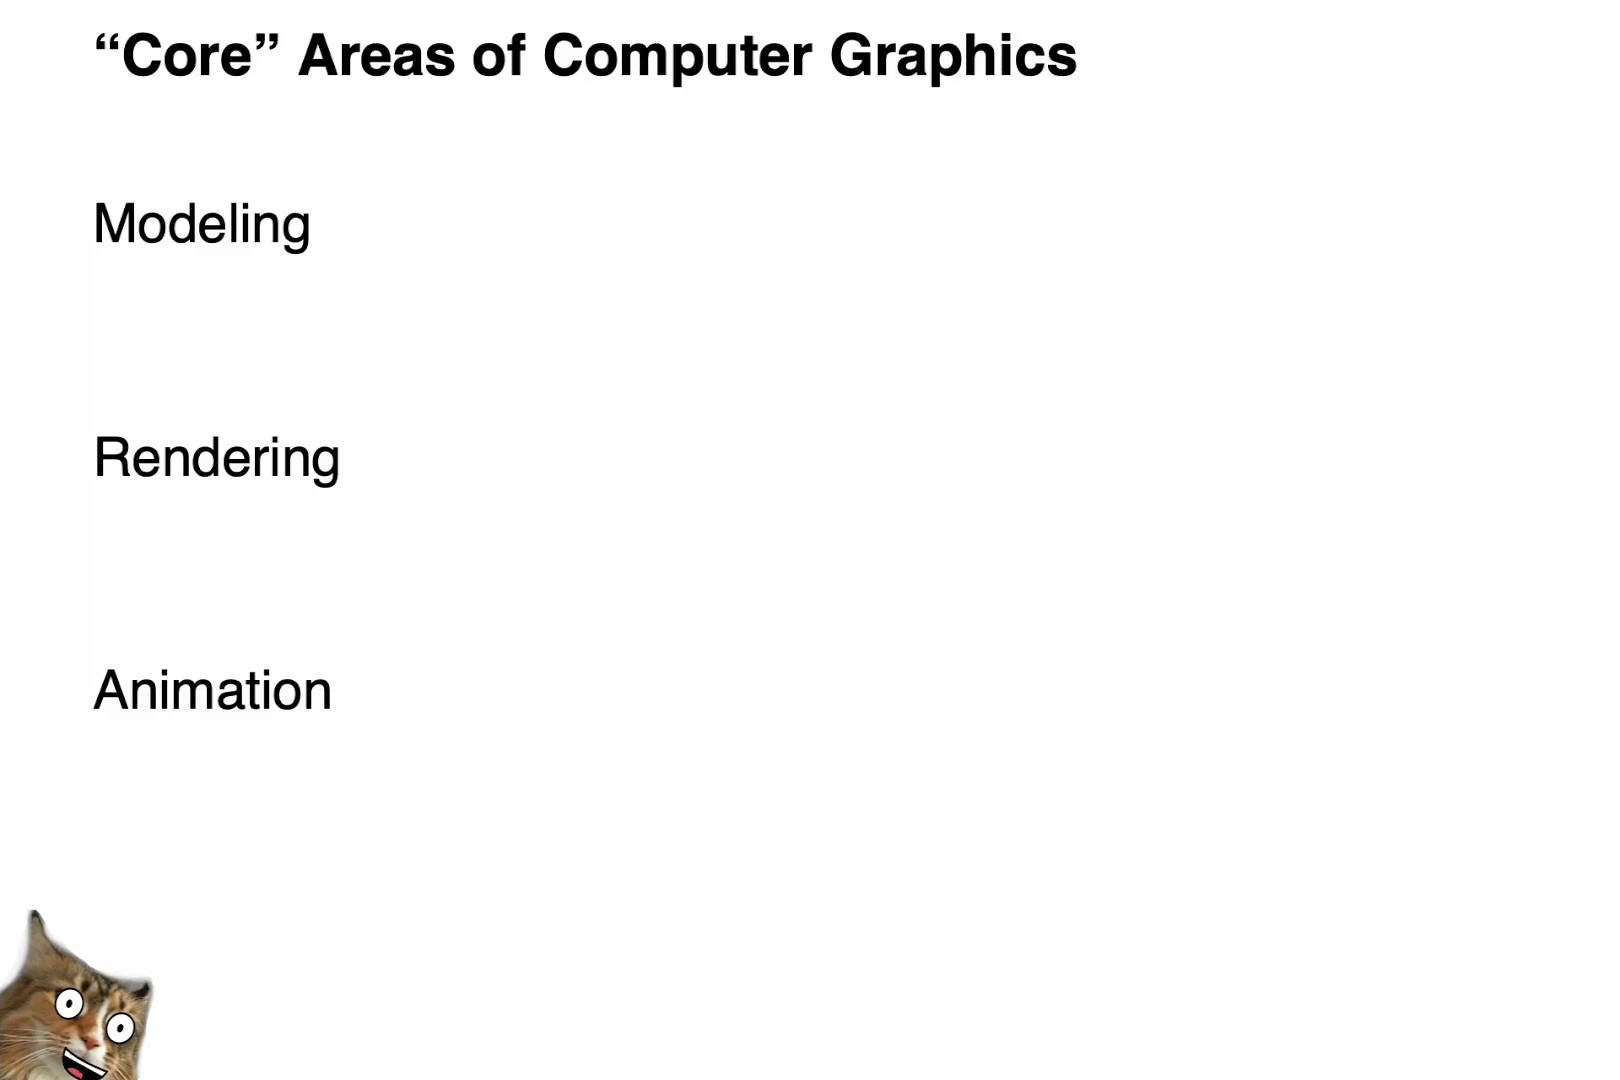 “Core” Areas of Computer Graphics
Modeling
Rendering
Animation